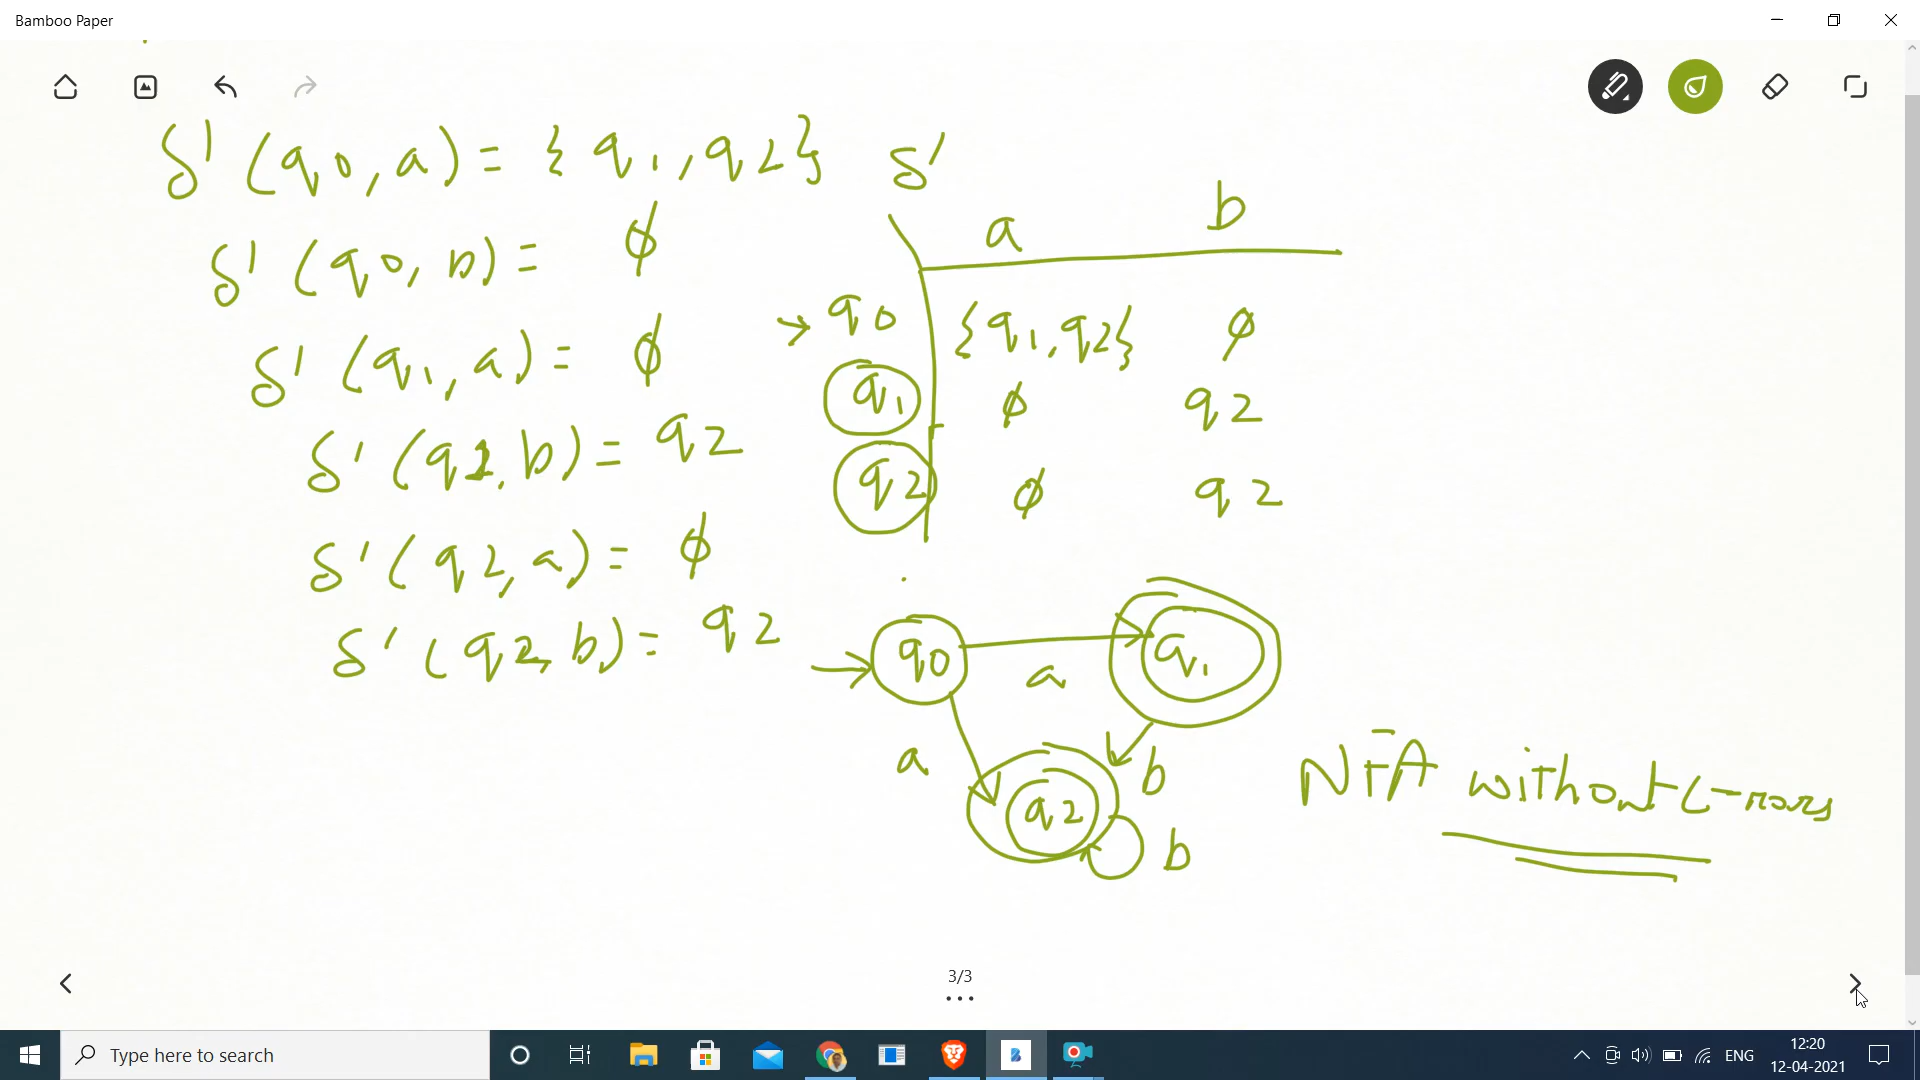 Bamboo Paper
δ' (q0, a) = {q1, q2}
δ' (q0, b) = ϕ
δ' (q1, a) = ϕ
δ' (q1, b) = q2
δ' (q2, a) = ϕ
δ' (q2, b) = q2
δ'
a b
→ q0 {q1, q2} ϕ
q1 ϕ q2
q2 ϕ q2
q0 a q1
a b
q2 b
NFA without
3/3
Type here to search
ENG
12:20
12-04-2021